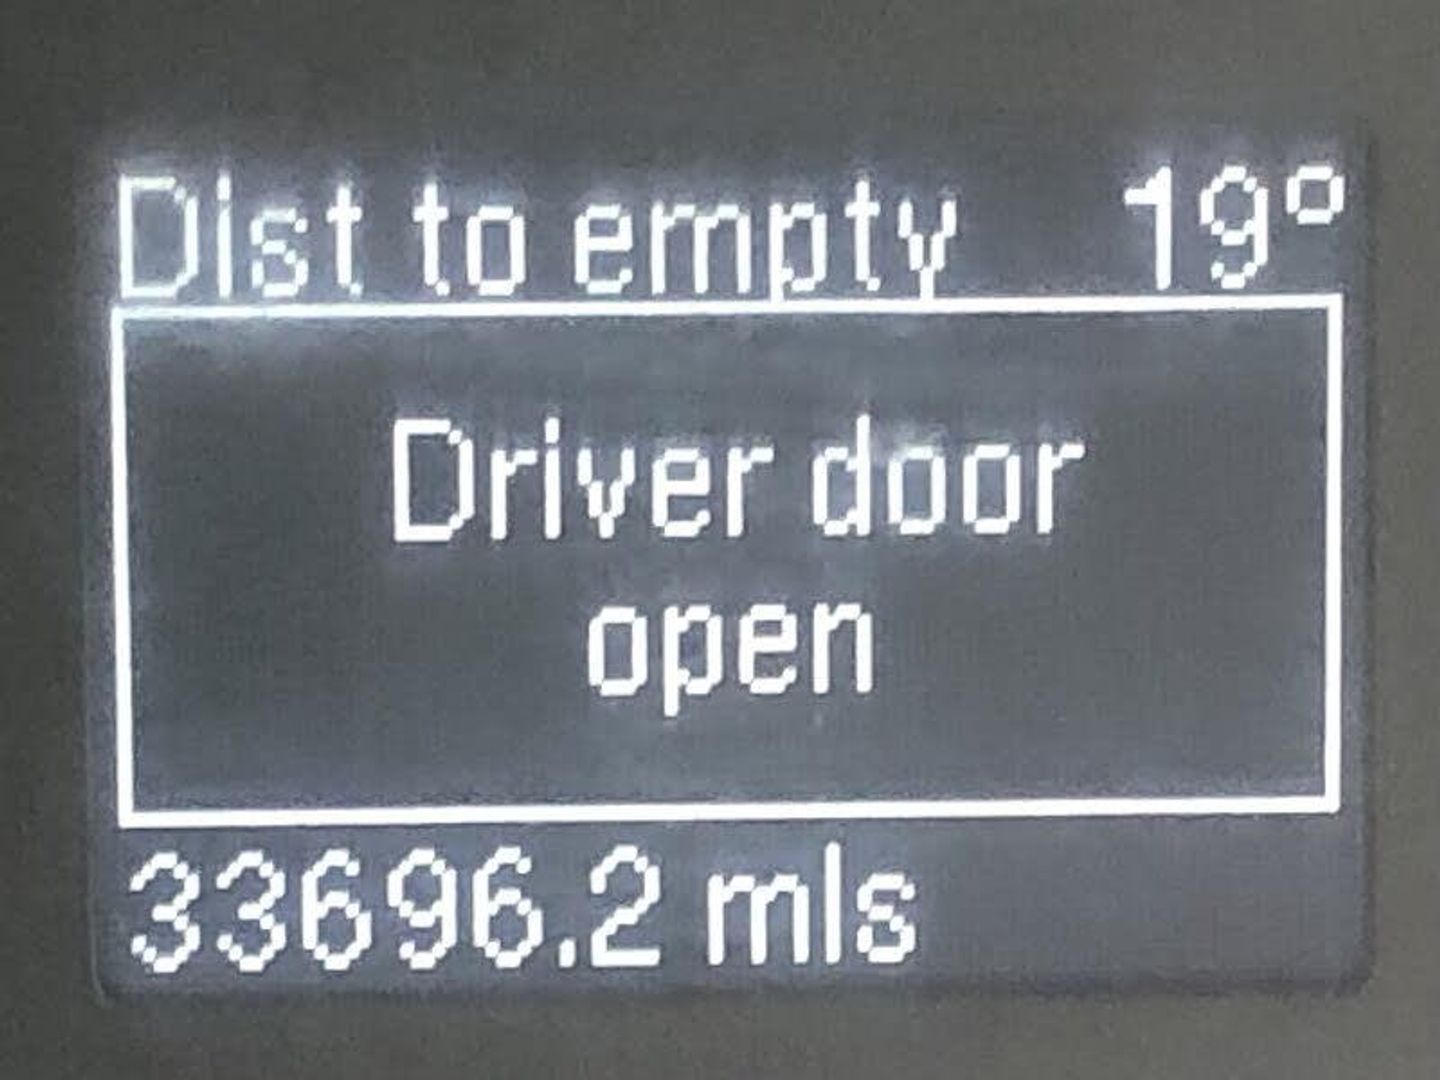 Dist to empty 19°
Driver door
open
33696.2 mls